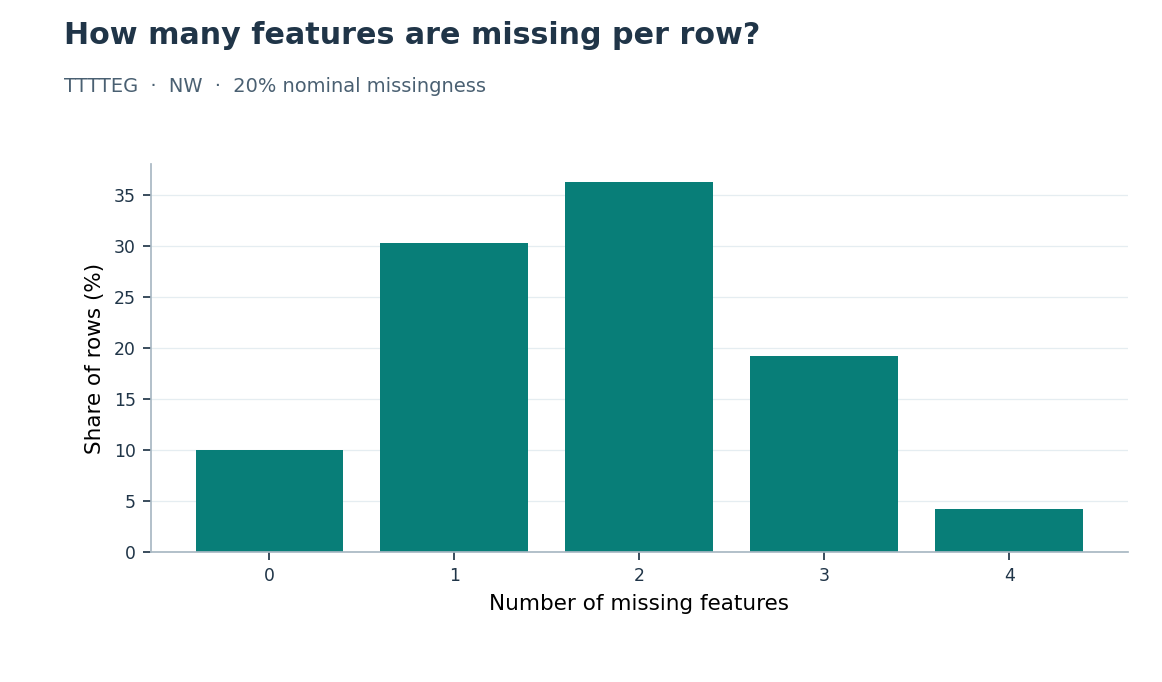 How many features are missing per row?
TTTTEG · NW · 20% nominal missingness
Share of rows (%)
35
30
25
20
15
10
5
0
0 1 2 3 4
Number of missing features